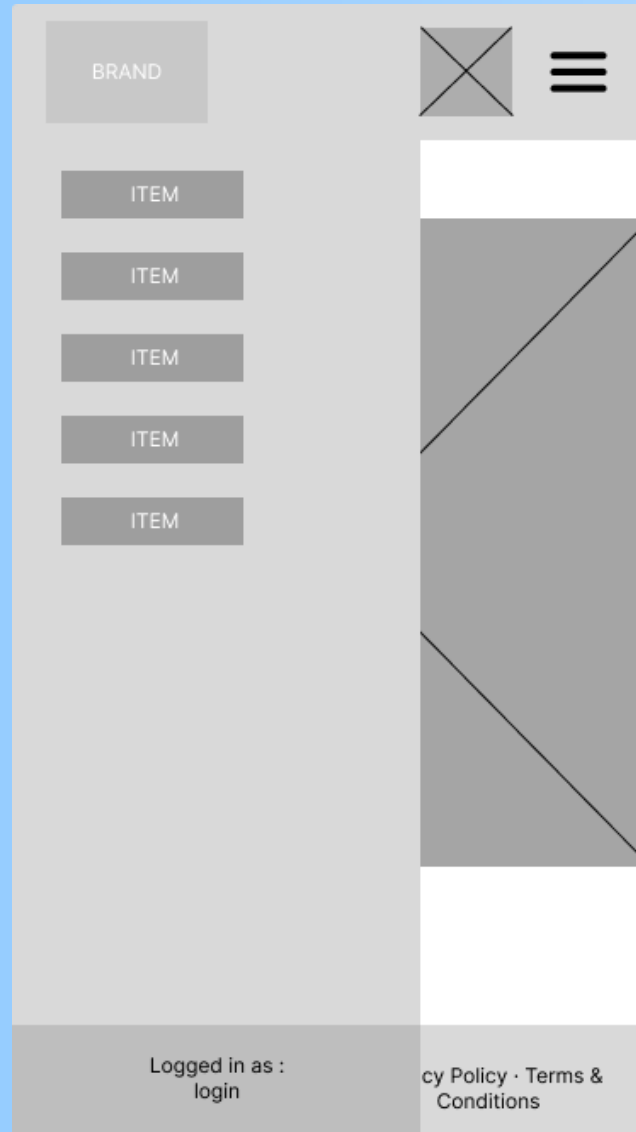 BRAND
ITEM
ITEM
ITEM
ITEM
ITEM
Logged in as :
login
cy Policy · Terms &
Conditions